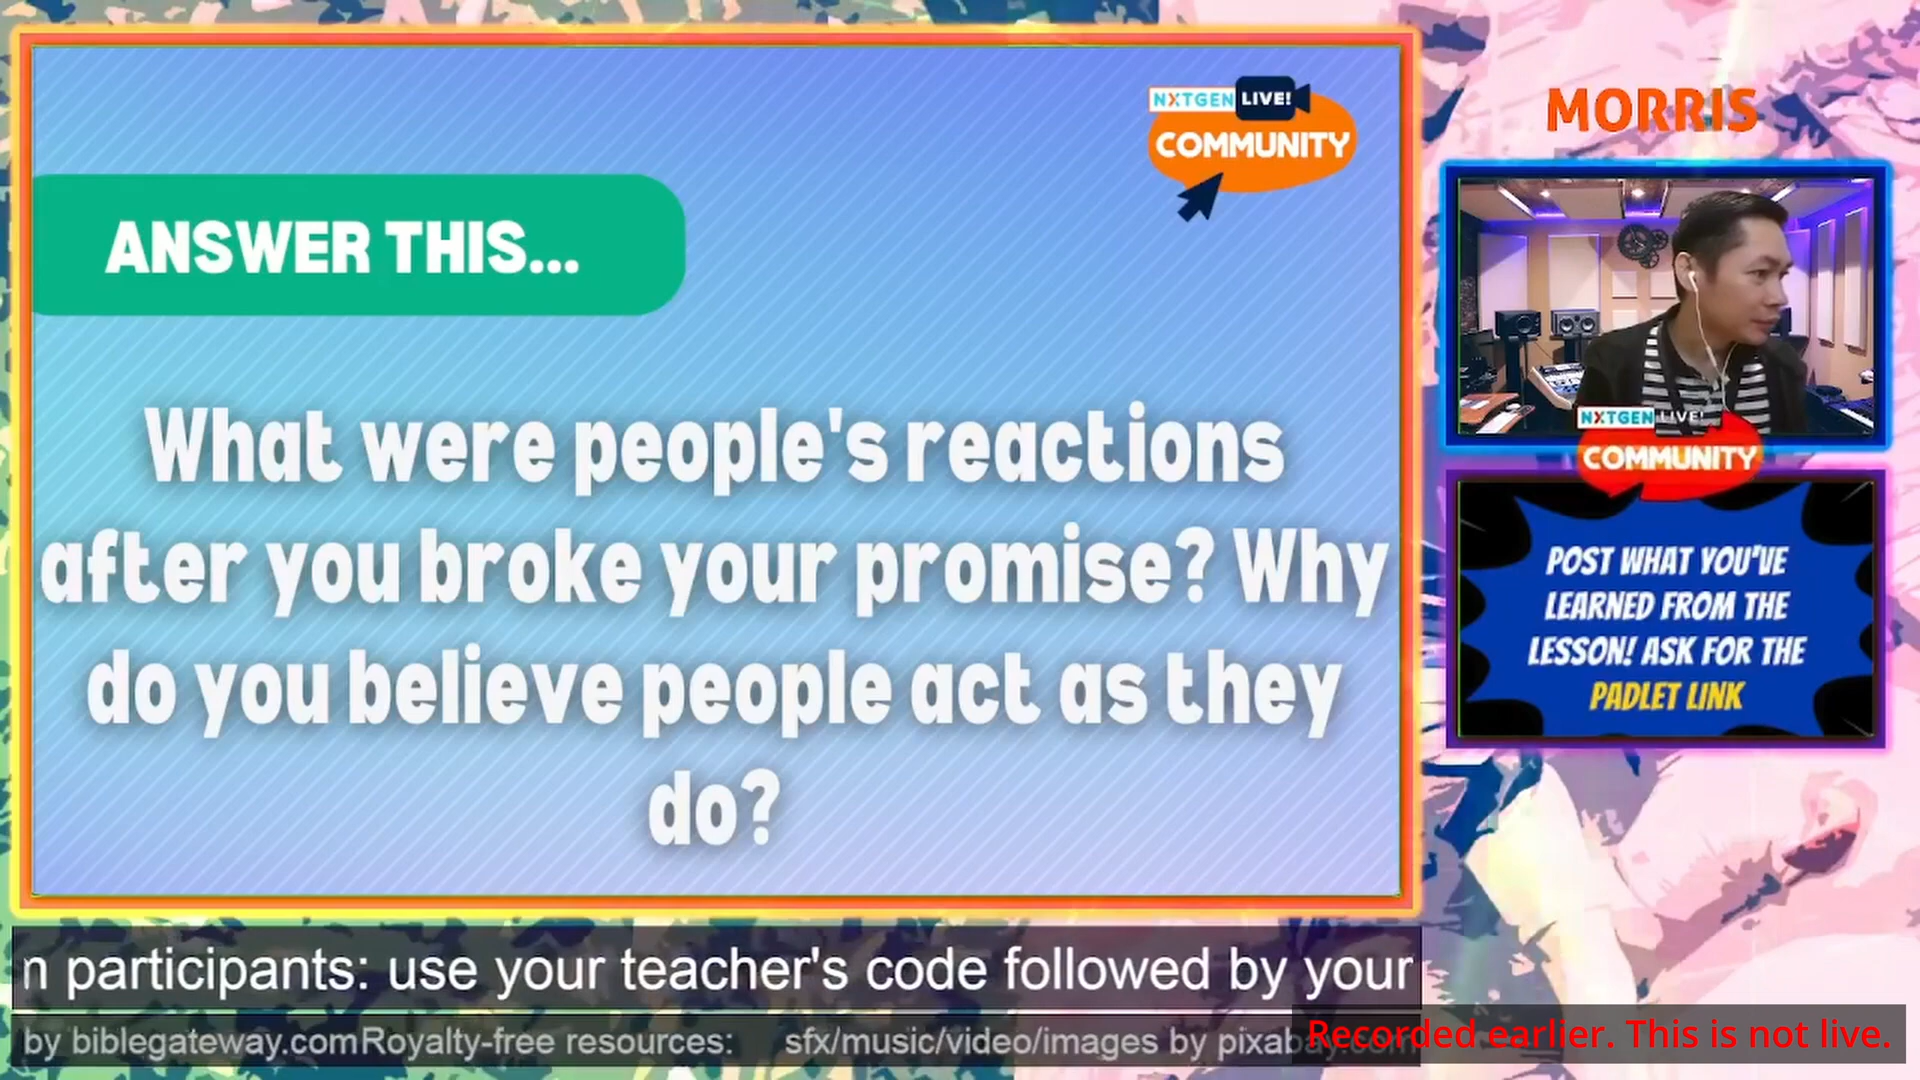 NXTGEN LIVE!
COMMUNITY
ANSWER THIS...
What were people's reactions
after you broke your promise? Why
do you believe people act as they
do?
MORRIS
NXTGEN LIVE!
COMMUNITY
POST WHAT YOU'VE
LEARNED FROM THE
LESSON! ASK FOR THE
PADLET LINK
n participants: use your teacher's code followed by your
by biblegateway.comRoyalty-free resources: sfx/music/video/images by pixabay.com
Recorded earlier. This is not live.